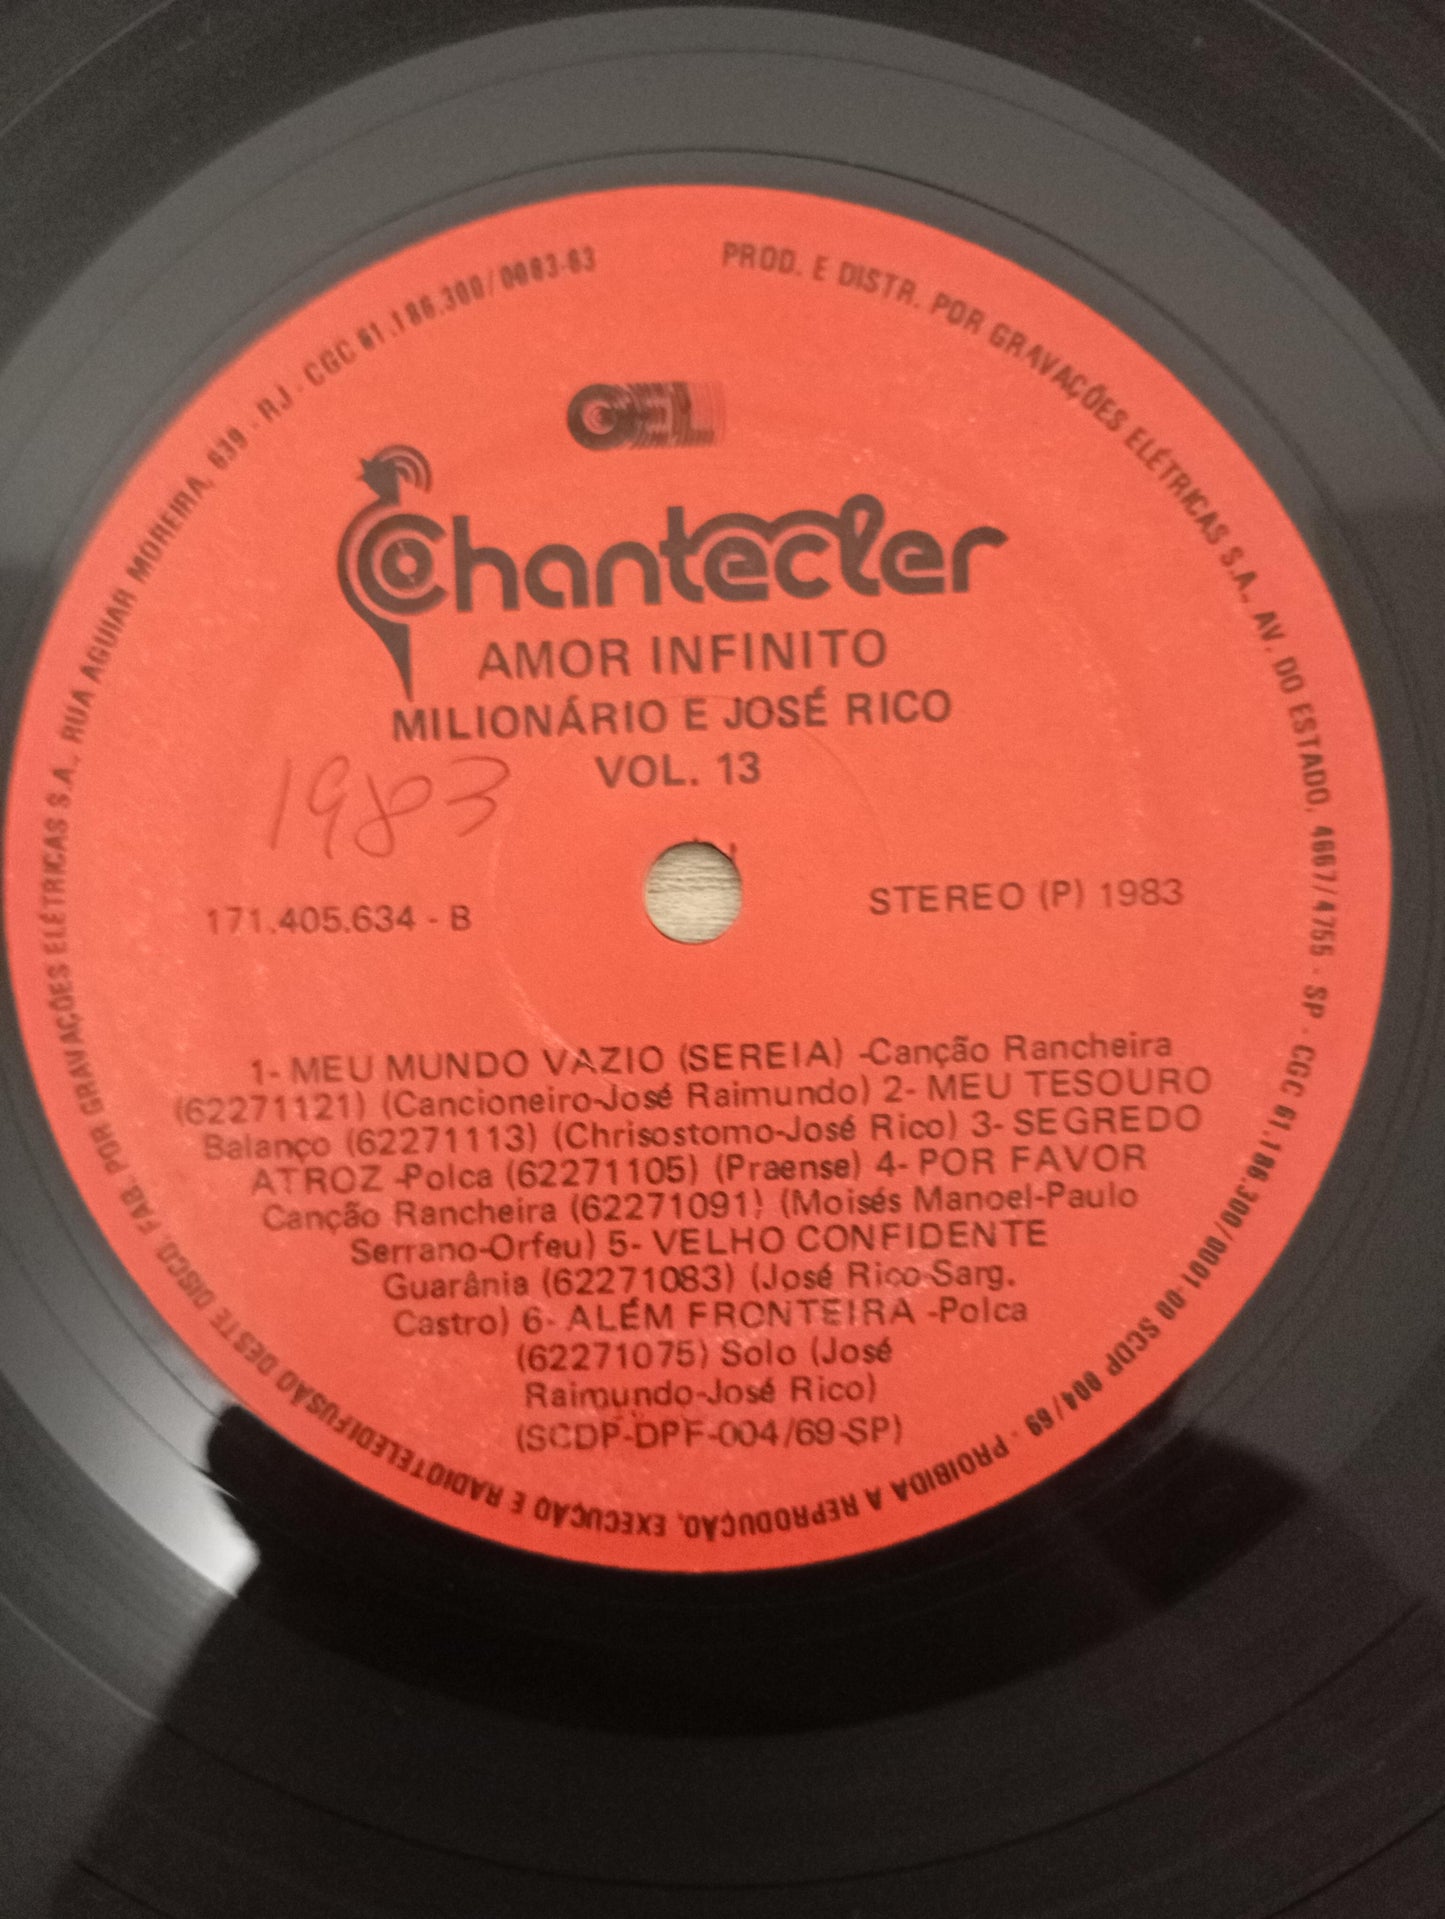 PROD. E DISTR. POR GRAVAÇÕES ELÉTRICAS S.A., AV. DO ESTADO, 4667/4755 - SP - CGC 61.186.300/0001-00 SCDP 004/69 - PROIBIDA A REPRODUÇÃO, EXECUÇÃO E RADIOTELEDIFUSÃO DESTE DISCO. FAB. POR GRAVAÇÕES ELÉTRICAS S.A., RUA AGUIAR MOREIRA, 639 - RJ - CGC 61.186.300/0083-63
GEL
Chantecler
AMOR INFINITO
MILIONÁRIO E JOSÉ RICO
VOL. 13
1983
171.405.634 - B
STEREO (P) 1983
1- MEU MUNDO VAZIO (SEREIA) -Canção Rancheira
(62271121) (Cancioneiro-José Raimundo) 2- MEU TESOURO
Balanço (62271113) (Chrisostomo-José Rico) 3- SEGREDO
ATROZ -Polca (62271105) (Praense) 4- POR FAVOR
Canção Rancheira (62271091) (Moisés Manoel-Paulo
Serrano-Orfeu) 5- VELHO CONFIDENTE
Guarânia (62271083) (José Rico-Sarg.
Castro) 6- ALÉM FRONTEIRA -Polca
(62271075) Solo (José
Raimundo-José Rico)
(SCDP-DPF-004/69-SP)